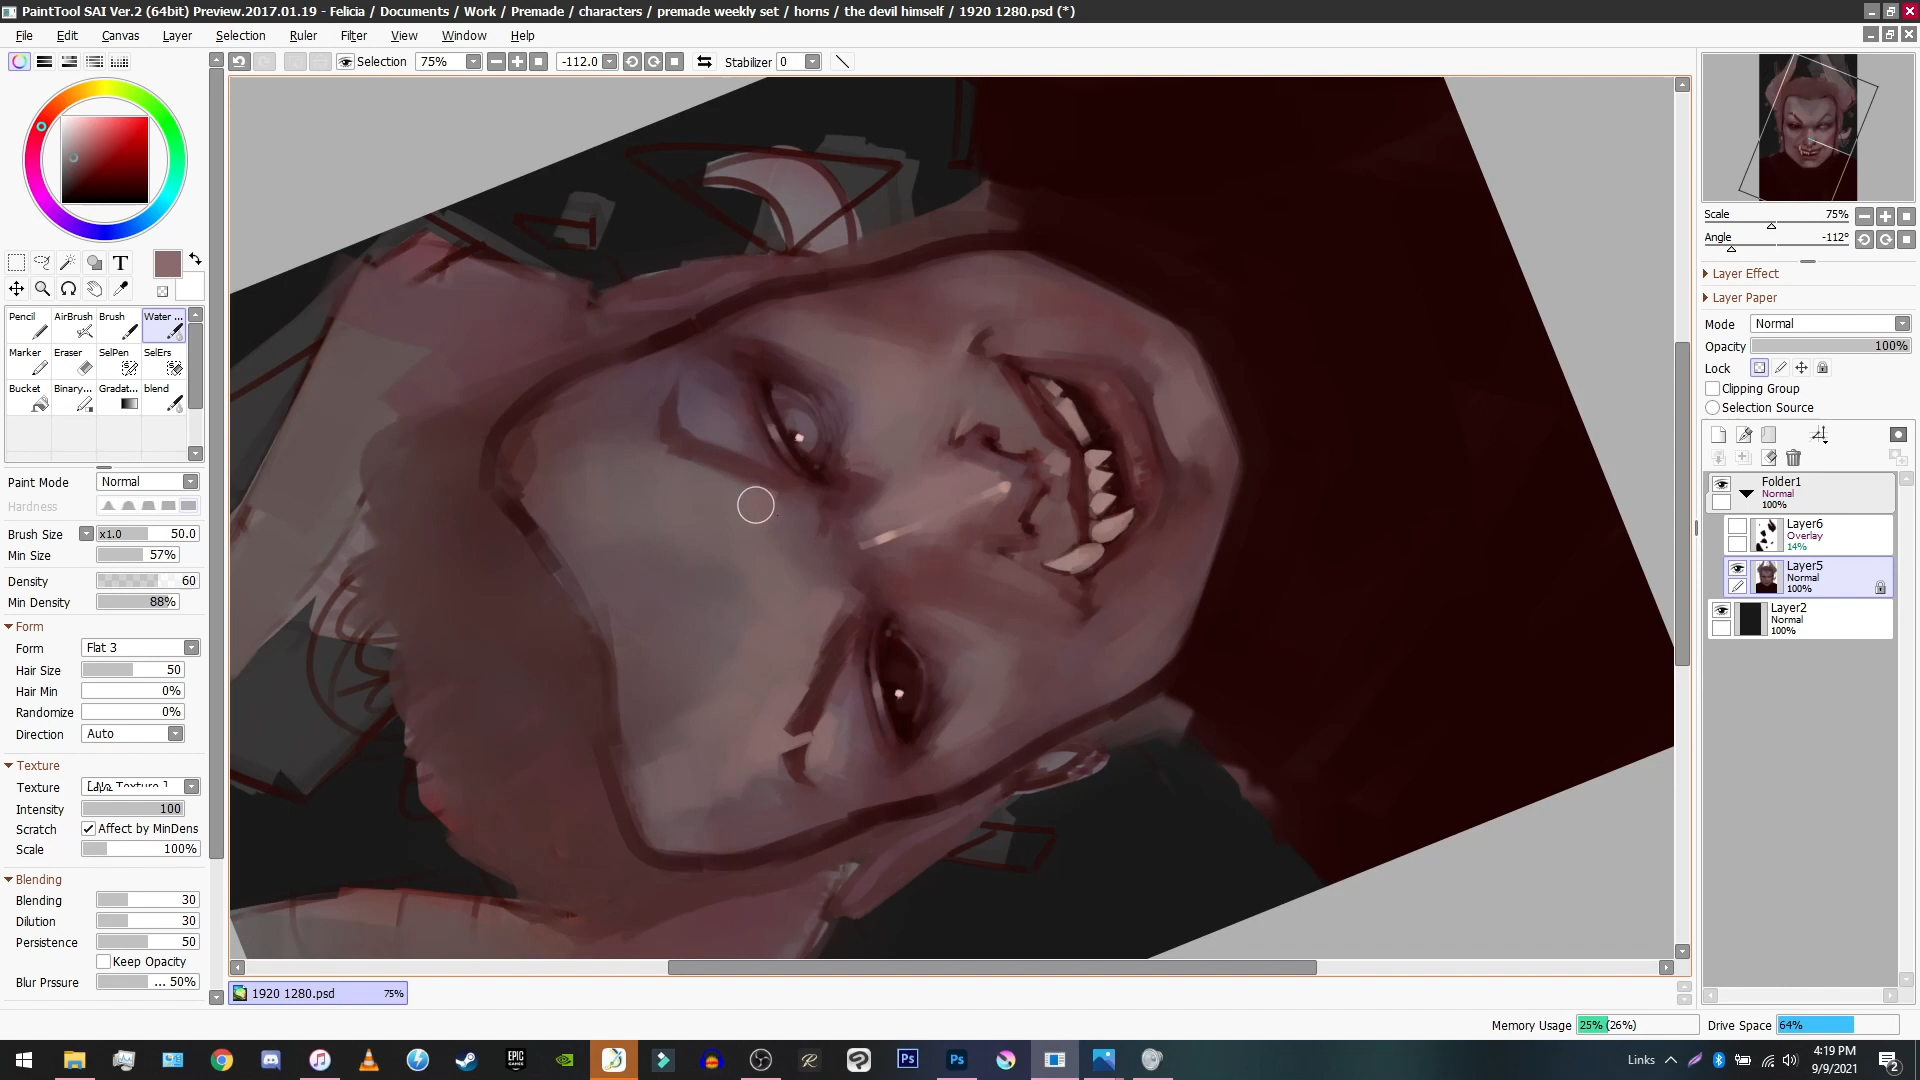 PaintTool SAI Ver.2 (64bit) Preview.2017.01.19 - Felicia / Documents / Work / Premade / characters / premade weekly set / horns / the devil himself / 1920 1280.psd (*)
File Edit Canvas Layer Selection Ruler Filter View Window Help
Selection 75% -112.0 Stabilizer 0
T
Pencil AirBrush Brush Water ...
Marker Eraser SelPen SelErs
Bucket Binary... Gradat... blend
Paint Mode Normal
Hardness
Brush Size x1.0 50.0
Min Size 57%
Density 60
Min Density 88%
Form
Form Flat 3
Hair Size 50
Hair Min 0%
Randomize 0%
Direction Auto
Texture
Texture
Intensity 100
Scratch Affect by MinDens
Scale 100%
Blending
Blending 30
Dilution 30
Persistence 50
Keep Opacity
Blur Prssure ... 50%
Scale 75%
Angle -112°
Layer Effect
Layer Paper
Mode Normal
Opacity 100%
Lock
Clipping Group
Selection Source
Folder1
Normal
100%
Layer6
Overlay
14%
Layer5
Normal
100%
Layer2
Normal
100%
1920 1280.psd 75%
Memory Usage 25% (26%) Drive Space 64%
EPIC GAMES
Ps
Ps
Links
4:19 PM
9/9/2021
2